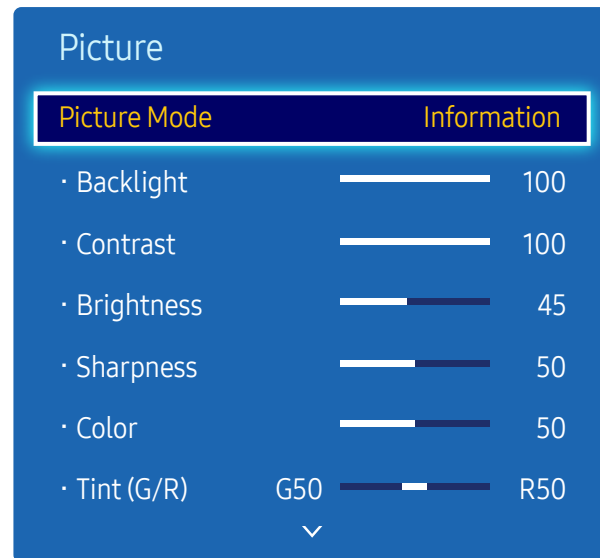 Picture
Picture Mode Information
· Backlight 100
· Contrast 100
· Brightness 45
· Sharpness 50
· Color 50
· Tint (G/R) G50 R50